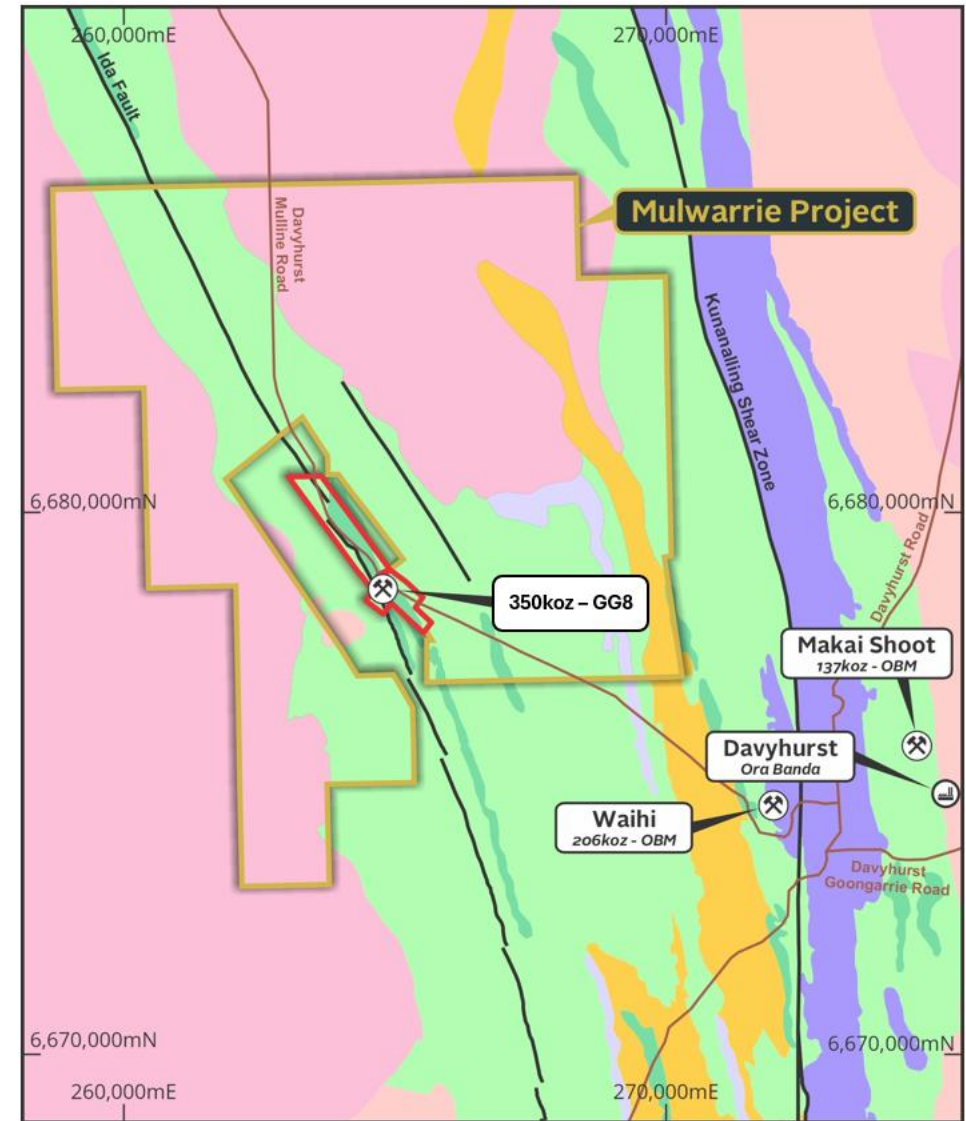 260,000mE
270,000mE
Ida Fault
Davyhurst
Mulline Road
Mulwarrie Project
Kunanalling Shear Zone
6,680,000mN
6,680,000mN
Davyhurst Road
350koz – GG8
Makai Shoot
137koz - OBM
Davyhurst
Ora Banda
Waihi
206koz - OBM
Davyhurst
Goongarrie Road
6,670,000mN
6,670,000mN
260,000mE
270,000mE